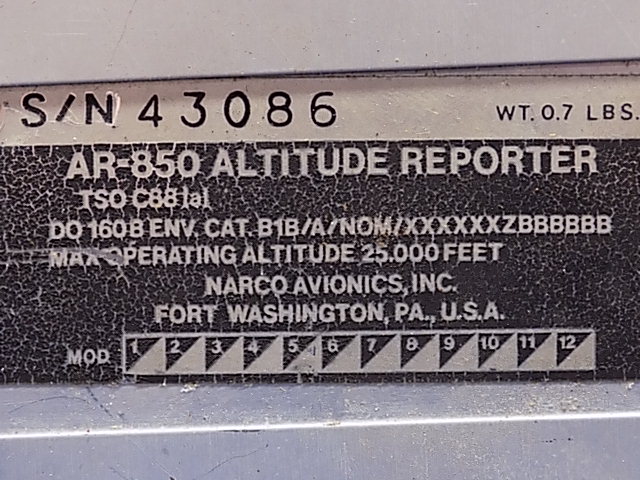 S/N 43086 WT. 0.7 LBS.
AR-850 ALTITUDE REPORTER
TSO C88 (a)
DO 160B ENV. CAT. B1B/A/NOM/XXXXXXZBBBBBB
MAX OPERATING ALTITUDE 25.000 FEET
NARCO AVIONICS, INC.
FORT WASHINGTON, PA., U.S.A.
MOD 1 2 3 4 5 6 7 8 9 10 11 12